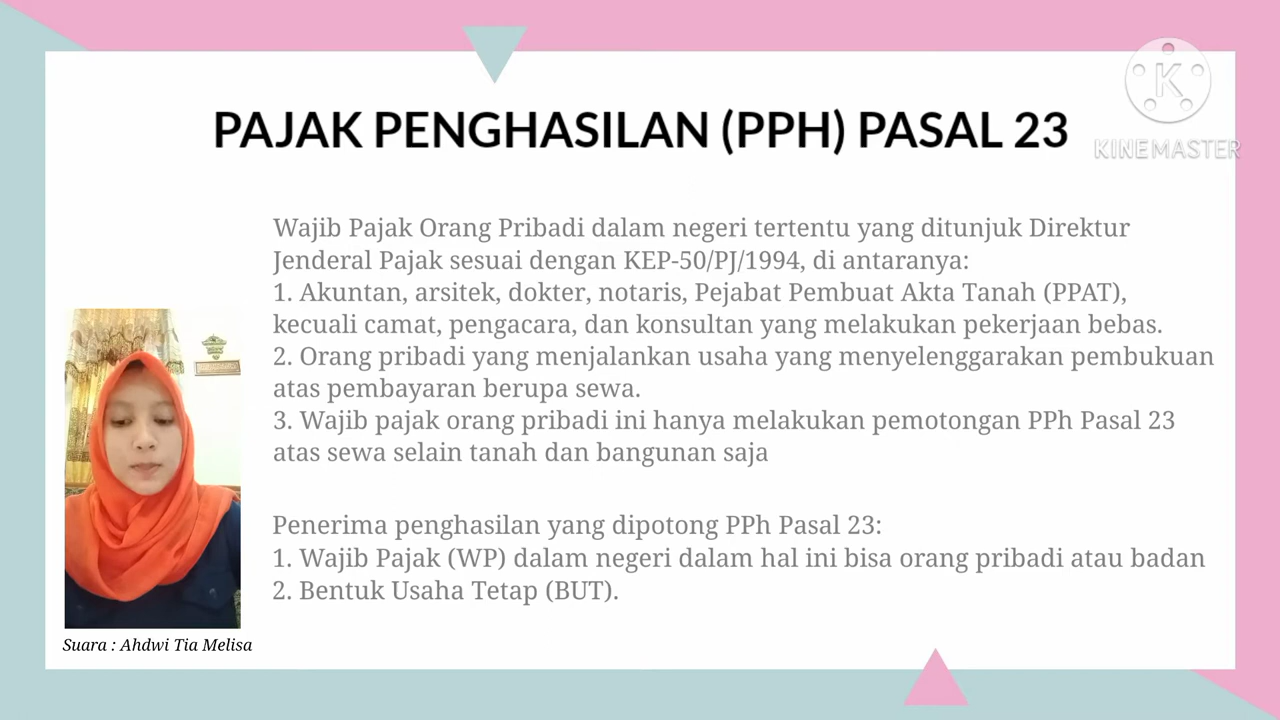 PAJAK PENGHASILAN (PPH) PASAL 23
K
KINEMASTER
Wajib Pajak Orang Pribadi dalam negeri tertentu yang ditunjuk Direktur
Jenderal Pajak sesuai dengan KEP-50/PJ/1994, di antaranya:
1. Akuntan, arsitek, dokter, notaris, Pejabat Pembuat Akta Tanah (PPAT),
kecuali camat, pengacara, dan konsultan yang melakukan pekerjaan bebas.
2. Orang pribadi yang menjalankan usaha yang menyelenggarakan pembukuan
atas pembayaran berupa sewa.
3. Wajib pajak orang pribadi ini hanya melakukan pemotongan PPh Pasal 23
atas sewa selain tanah dan bangunan saja
Penerima penghasilan yang dipotong PPh Pasal 23:
1. Wajib Pajak (WP) dalam negeri dalam hal ini bisa orang pribadi atau badan
2. Bentuk Usaha Tetap (BUT).
Suara : Ahdwi Tia Melisa